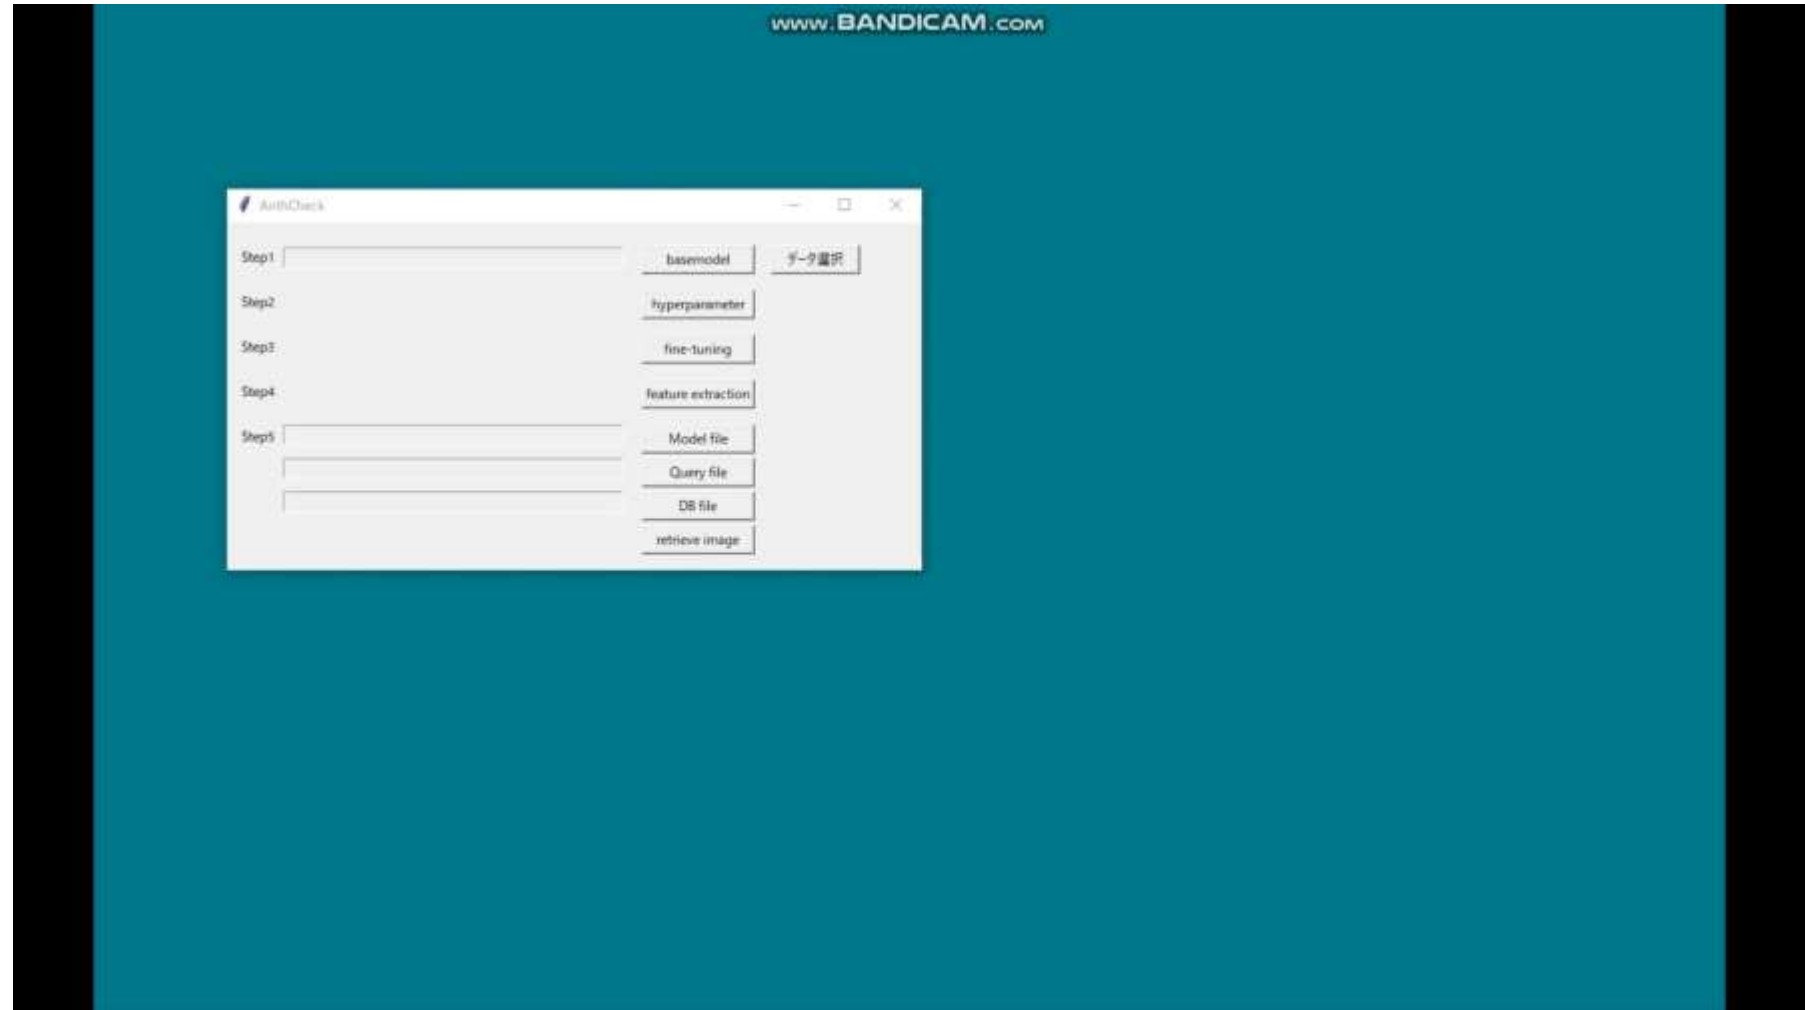 www.BANDICAM.com
AirthCheck
Step1 basemodel データ選択
Step2 hyperparameter
Step3 fine-tuning
Step4 feature extraction
Step5 Model file
Query file
DB file
retrieve image